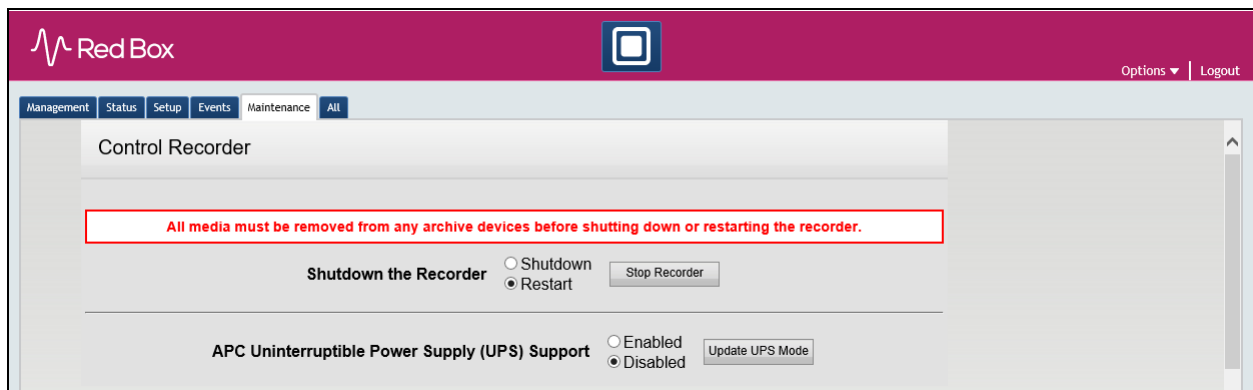 Red Box
Options Logout
Management Status Setup Events Maintenance All
Control Recorder
All media must be removed from any archive devices before shutting down or restarting the recorder.
Shutdown the Recorder
Shutdown
Restart
Stop Recorder
APC Uninterruptible Power Supply (UPS) Support
Enabled
Disabled
Update UPS Mode